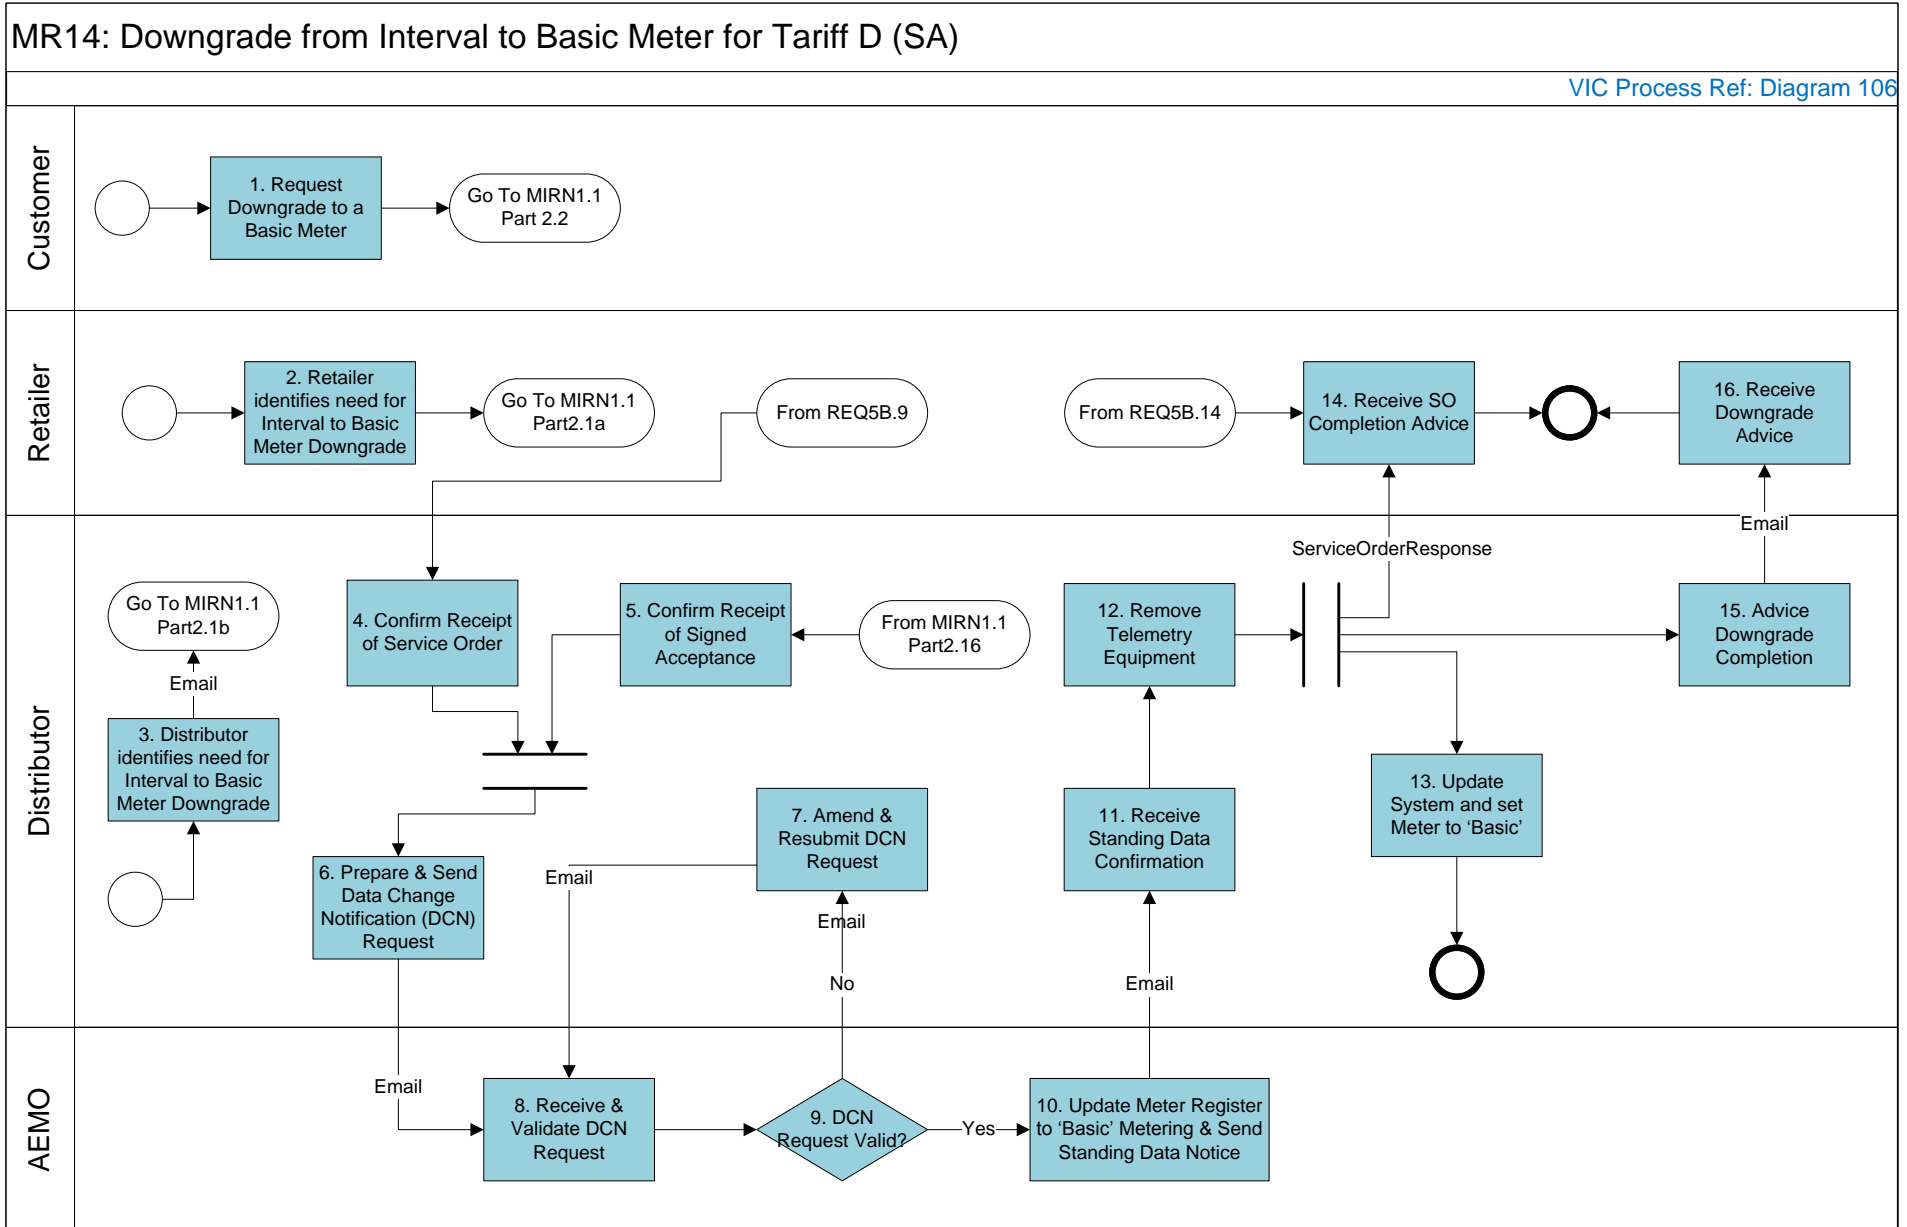 MR14: Downgrade from Interval to Basic Meter for Tariff D (SA)
VIC Process Ref: Diagram 106
Customer
1. Request
Downgrade to a
Basic Meter
Go To MIRN1.1
Part 2.2
Retailer
2. Retailer
identifies need for
Interval to Basic
Meter Downgrade
Go To MIRN1.1
Part2.1a
From REQ5B.9
From REQ5B.14
14. Receive SO
Completion Advice
16. Receive
Downgrade
Advice
Distributor
Email
ServiceOrderResponse
Go To MIRN1.1
Part2.1b
Email
3. Distributor
identifies need for
Interval to Basic
Meter Downgrade
4. Confirm Receipt
of Service Order
5. Confirm Receipt
of Signed
Acceptance
From MIRN1.1
Part2.16
12. Remove
Telemetry
Equipment
15. Advice
Downgrade
Completion
6. Prepare & Send
Data Change
Notification (DCN)
Request
Email
7. Amend &
Resubmit DCN
Request
Email
No
11. Receive
Standing Data
Confirmation
Email
13. Update
System and set
Meter to ‘Basic’
AEMO
Email
8. Receive &
Validate DCN
Request
9. DCN
Request Valid?
Yes
10. Update Meter Register
to ‘Basic’ Metering & Send
Standing Data Notice